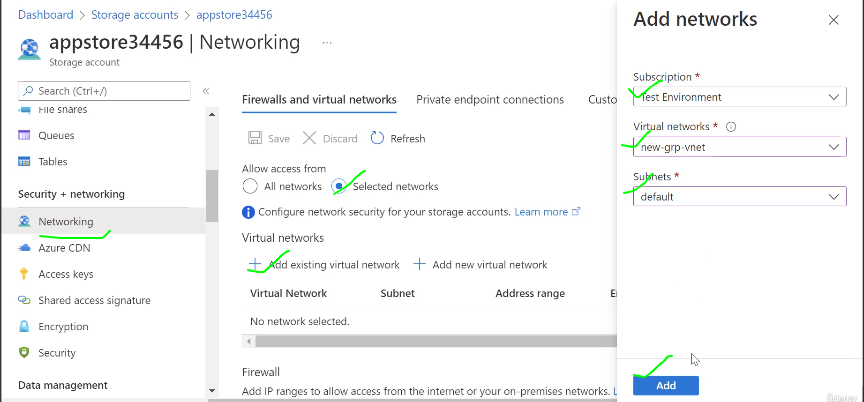 Dashboard > Storage accounts > appstore34456
appstore34456 | Networking ...
Storage account
Search (Ctrl+/)
«
File shares
Queues
Tables
Security + networking
Networking
Azure CDN
Access keys
Shared access signature
Encryption
Security
Data management
Firewalls and virtual networks Private endpoint connections Custo
Save Discard Refresh
Allow access from
All networks Selected networks
Configure network security for your storage accounts. Learn more
Virtual networks
Add existing virtual network + Add new virtual network
Virtual Network Subnet Address range
No network selected.
Firewall
Add IP ranges to allow access from the internet or your on-premises networks.
Add networks
Subscription *
Test Environment
Virtual networks *
new-grp-vnet
Subnets *
default
Add